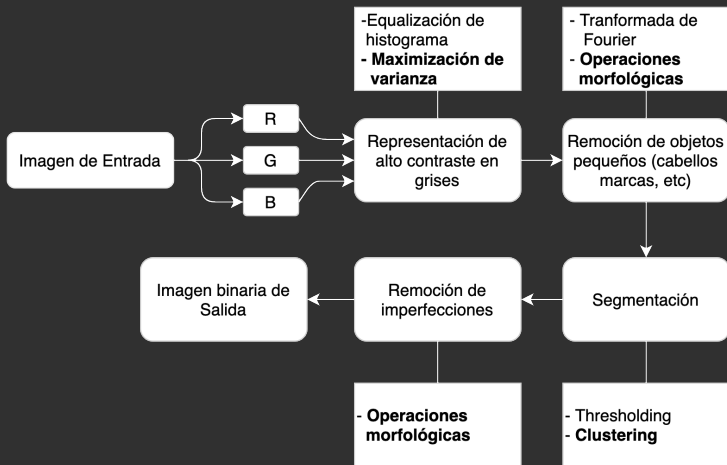 -Equalización de
histograma
- Maximización de
varianza
- Tranformada de
Fourier
- Operaciones
morfológicas
Imagen de Entrada
R
G
B
Representación de
alto contraste en
grises
Remoción de objetos
pequeños (cabellos
marcas, etc)
Imagen binaria de
Salida
Remoción de
imperfecciones
Segmentación
- Operaciones
morfológicas
- Thresholding
- Clustering